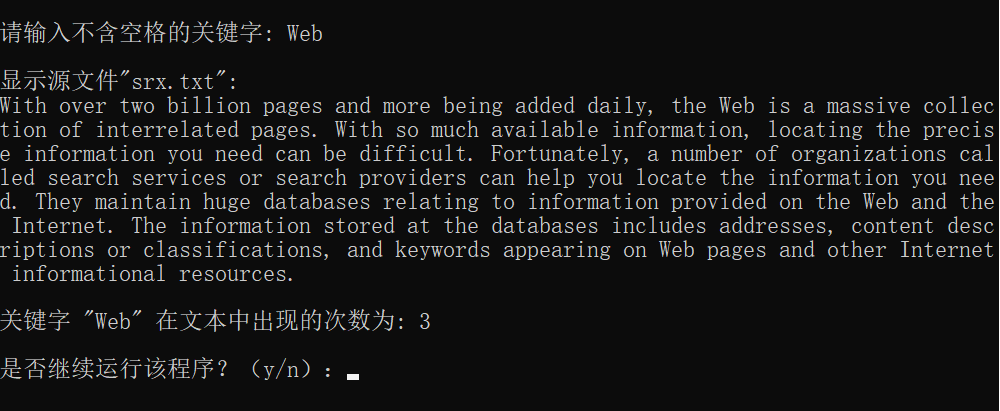 请输入不含空格的关键字: Web
显示源文件"srx.txt":
With over two billion pages and more being added daily, the Web is a massive collec
tion of interrelated pages. With so much available information, locating the precis
e information you need can be difficult. Fortunately, a number of organizations cal
led search services or search providers can help you locate the information you nee
d. They maintain huge databases relating to information provided on the Web and the
 Internet. The information stored at the databases includes addresses, content desc
riptions or classifications, and keywords appearing on Web pages and other Internet
 informational resources.
关键字 "Web" 在文本中出现的次数为: 3
是否继续运行该程序？（y/n）: